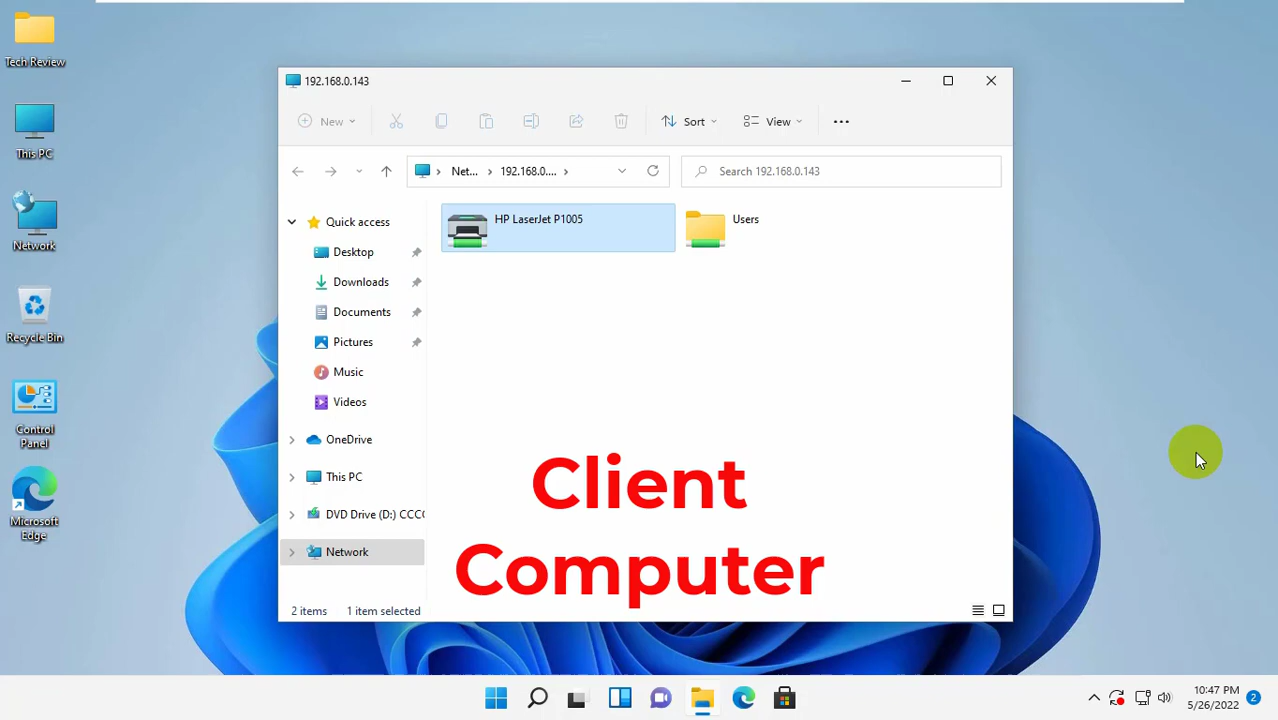 Tech Review
This PC
Network
Recycle Bin
Control
Panel
Microsoft
Edge
192.168.0.143
New
Sort
View
Net...
192.168.0....
Search 192.168.0.143
Quick access
Desktop
Downloads
Documents
Pictures
Music
Videos
OneDrive
This PC
DVD Drive (D:) CCC
Network
HP LaserJet P1005
Users
Client
Computer
2 items
1 item selected
10:47 PM
5/26/2022
2